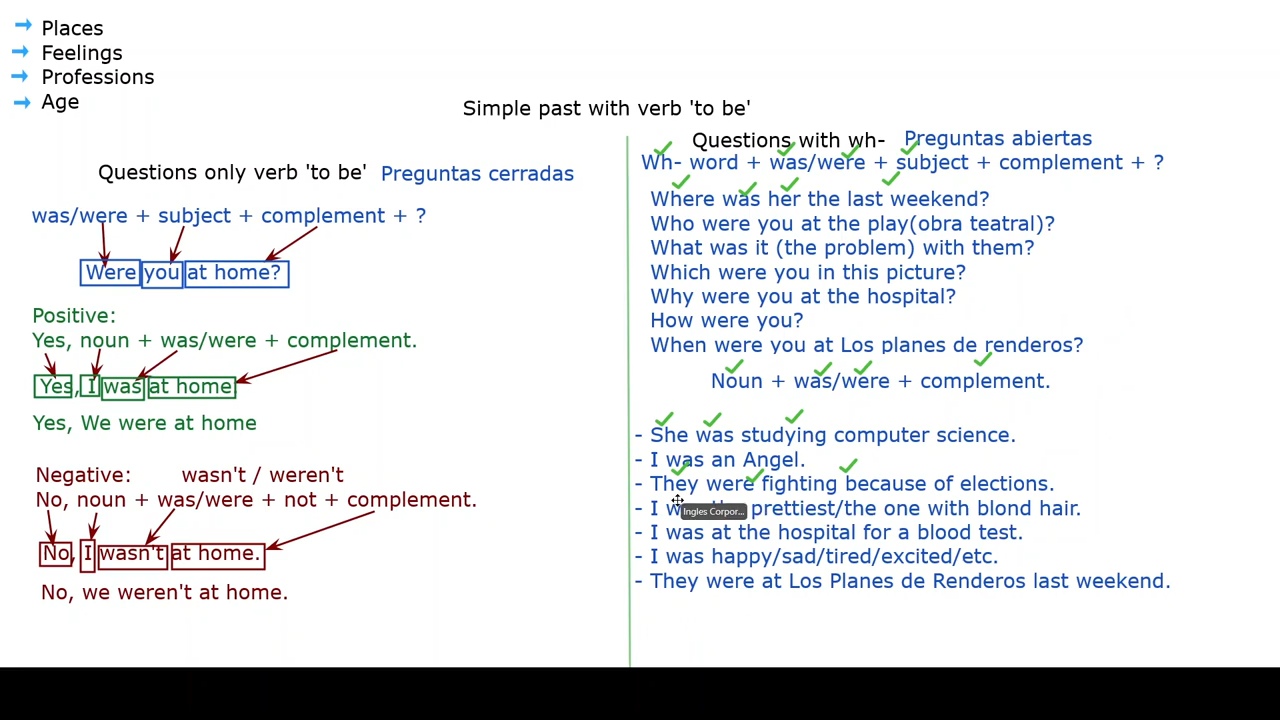 Places
Feelings
Professions
Age
Simple past with verb 'to be'
Questions only verb 'to be' Preguntas cerradas
was/were + subject + complement + ?
Were you at home?
Positive:
Yes, noun + was/were + complement.
Yes, I was at home
Yes, We were at home
Negative: wasn't / weren't
No, noun + was/were + not + complement.
No, I wasn't at home.
No, we weren't at home.
Questions with wh- Preguntas abiertas
Wh- word + was/were + subject + complement + ?
Where was her the last weekend?
Who were you at the play(obra teatral)?
What was it (the problem) with them?
Which were you in this picture?
Why were you at the hospital?
How were you?
When were you at Los planes de renderos?
Noun + was/were + complement.
- She was studying computer science.
- I was an Angel.
- They were fighting because of elections.
- I prettiest/the one with blond hair.
Ingles Corpor...
- I was at the hospital for a blood test.
- I was happy/sad/tired/excited/etc.
- They were at Los Planes de Renderos last weekend.